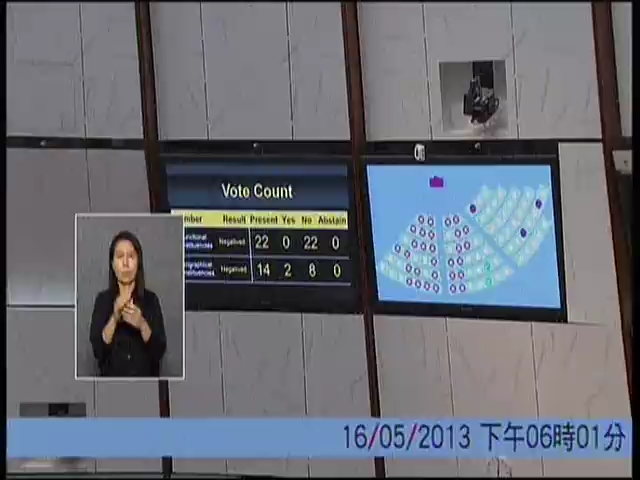 Vote Count
Result Present Yes No Abstain
Negatived 22 0 22 0
Negatived 14 2 8 0
16/05/2013 下午06時01分